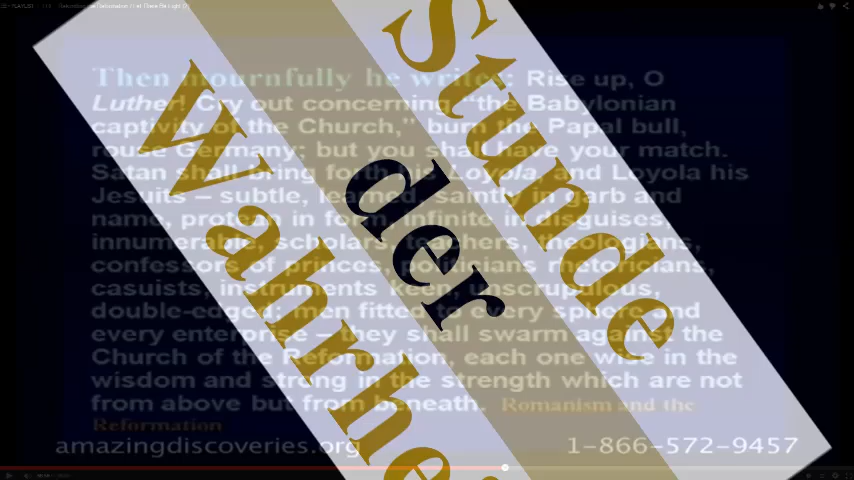 Stunde
der
Wahrhe
Then mournfully he writes: Rise up, O
Luther! Cry out concerning "the Babylonian
captivity of the Church," burn the Papal bull,
rouse Germany; but you shall have your match.
Satan shall bring forth his Loyola and Loyola his
Jesuits – subtle, learned, saintly in garb and
name, protean in form, infinite in disguises,
innumerable, scholars, teachers, theologians,
confessors of princes, politicians, rhetoricians,
casuists, instruments keen, unscrupulous,
double-edged; men fitted to every sphere and
every enterprise – they shall swarm against the
Church of the Reformation, each one wise in the
wisdom and strong in the strength which are not
from above but from beneath. Romanism and the
Reformation
amazingdiscoveries.org
1-866-572-9457